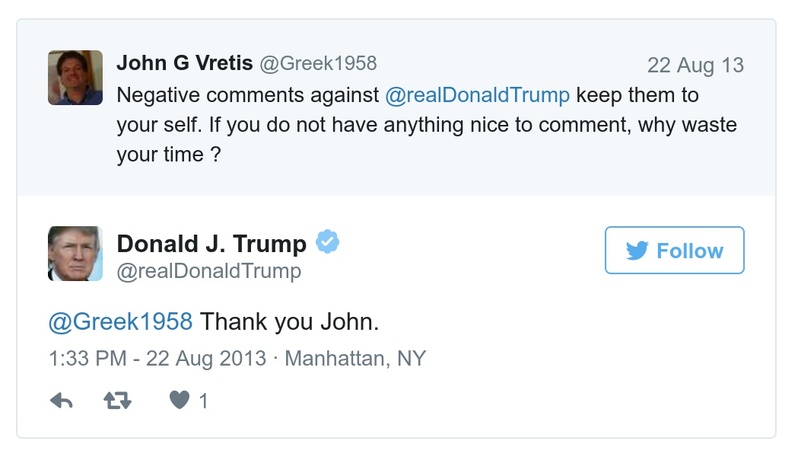 John G Vretis @Greek1958 22 Aug 13
Negative comments against @realDonaldTrump keep them to
your self. If you do not have anything nice to comment, why waste
your time ?
Donald J. Trump
Follow
@realDonaldTrump
@Greek1958 Thank you John.
1:33 PM - 22 Aug 2013 · Manhattan, NY
1